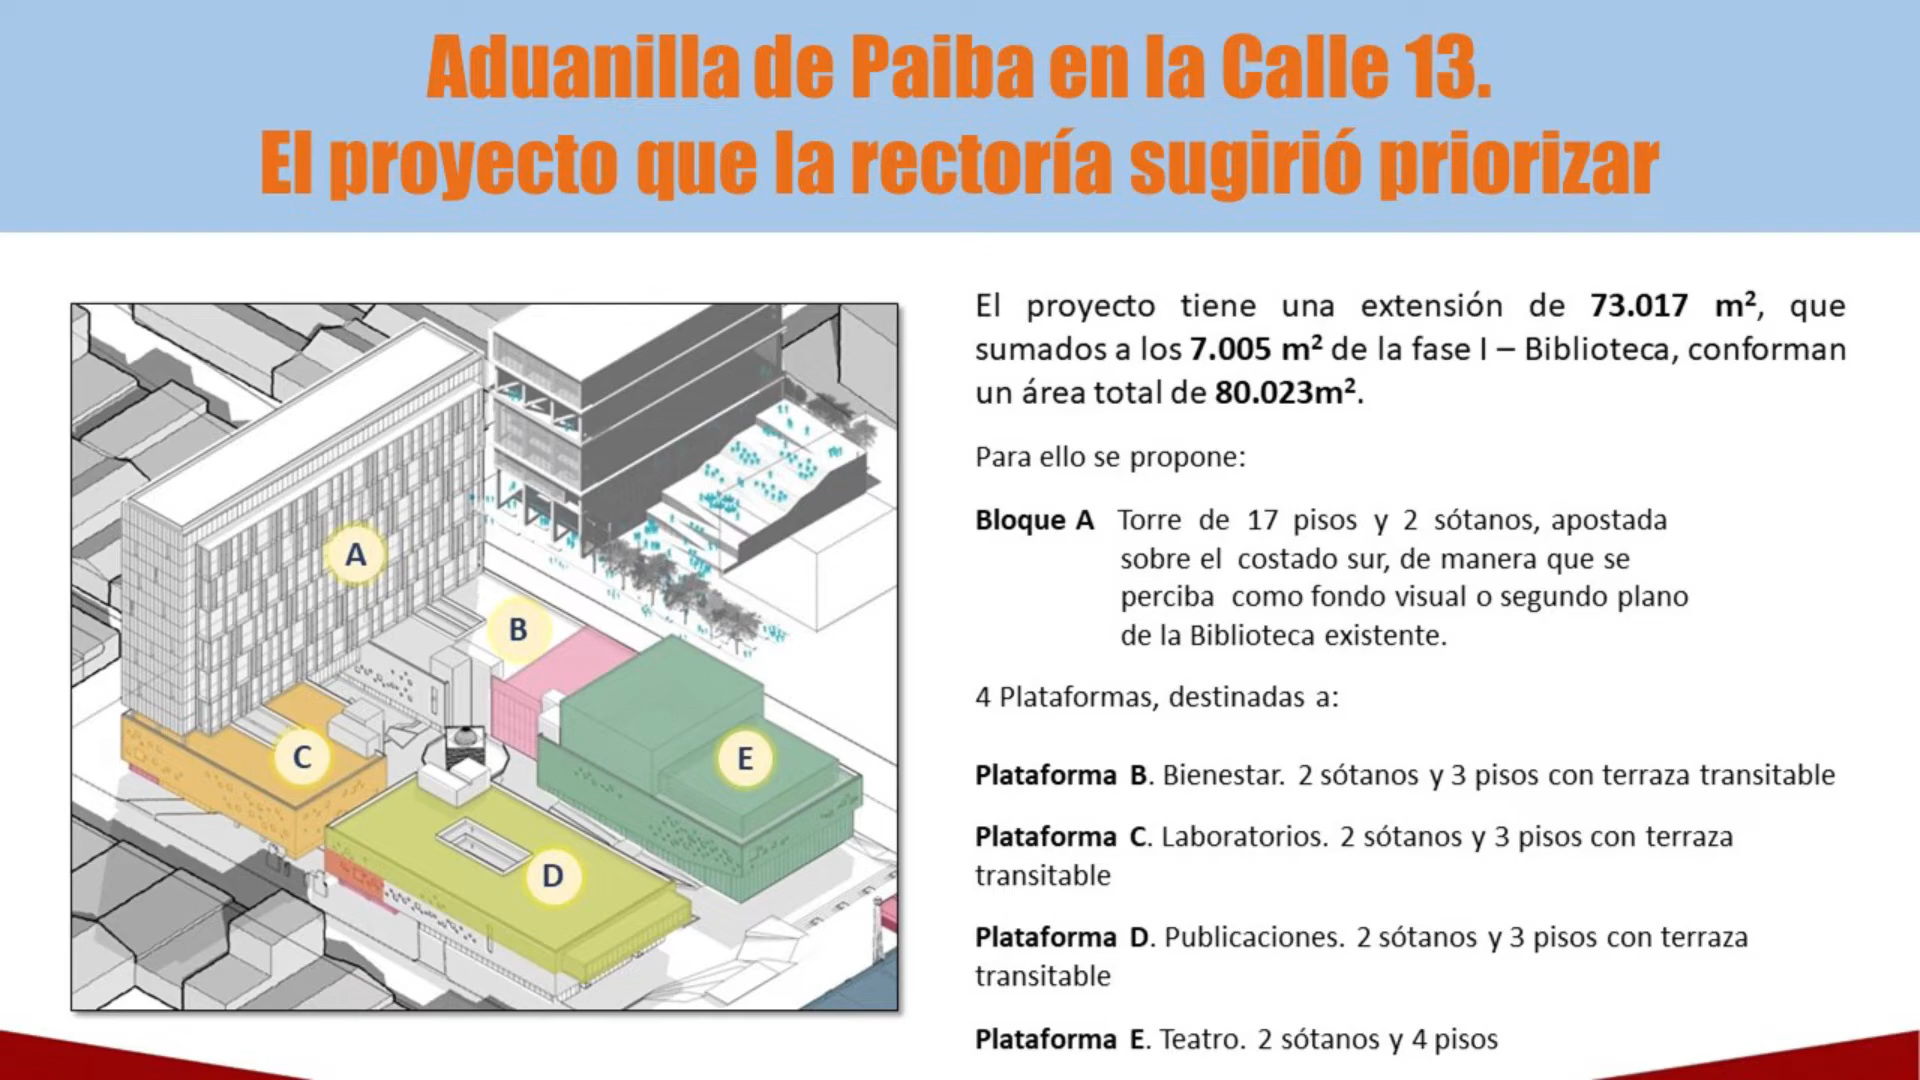 Aduanilla de Paiba en la Calle 13.
El proyecto que la rectoría sugirió priorizar
El proyecto tiene una extensión de 73.017 m², que
sumados a los 7.005 m² de la fase I – Biblioteca, conforman
un área total de 80.023m².
Para ello se propone:
Bloque A Torre de 17 pisos y 2 sótanos, apostada
sobre el costado sur, de manera que se
perciba como fondo visual o segundo plano
de la Biblioteca existente.
4 Plataformas, destinadas a:
Plataforma B. Bienestar. 2 sótanos y 3 pisos con terraza transitable
Plataforma C. Laboratorios. 2 sótanos y 3 pisos con terraza
transitable
Plataforma D. Publicaciones. 2 sótanos y 3 pisos con terraza
transitable
Plataforma E. Teatro. 2 sótanos y 4 pisos
A
B
C
E
D